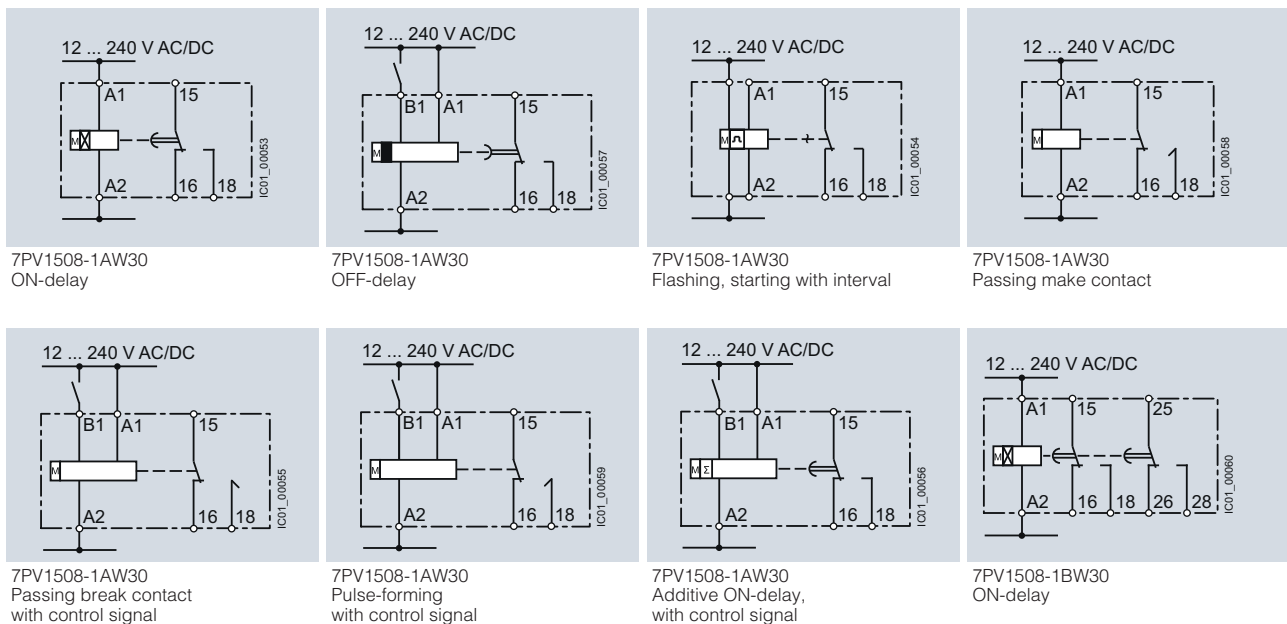 12 ... 240 V AC/DC
A1 15
M
A2 16 18
IC01_00053
7PV1508-1AW30
ON-delay
12 ... 240 V AC/DC
B1 A1 15
M
A2 16 18
IC01_00057
7PV1508-1AW30
OFF-delay
12 ... 240 V AC/DC
A1 15
M
A2 16 18
IC01_00054
7PV1508-1AW30
Flashing, starting with interval
12 ... 240 V AC/DC
A1 15
M
A2 16 18
IC01_00058
7PV1508-1AW30
Passing make contact
12 ... 240 V AC/DC
B1 A1 15
M
A2 16 18
IC01_00055
7PV1508-1AW30
Passing break contact
with control signal
12 ... 240 V AC/DC
B1 A1 15
M
A2 16 18
IC01_00059
7PV1508-1AW30
Pulse-forming
with control signal
12 ... 240 V AC/DC
B1 A1 15
M Σ
A2 16 18
IC01_00056
7PV1508-1AW30
Additive ON-delay,
with control signal
12 ... 240 V AC/DC
A1 15 25
M
A2 16 18 26 28
IC01_00060
7PV1508-1BW30
ON-delay